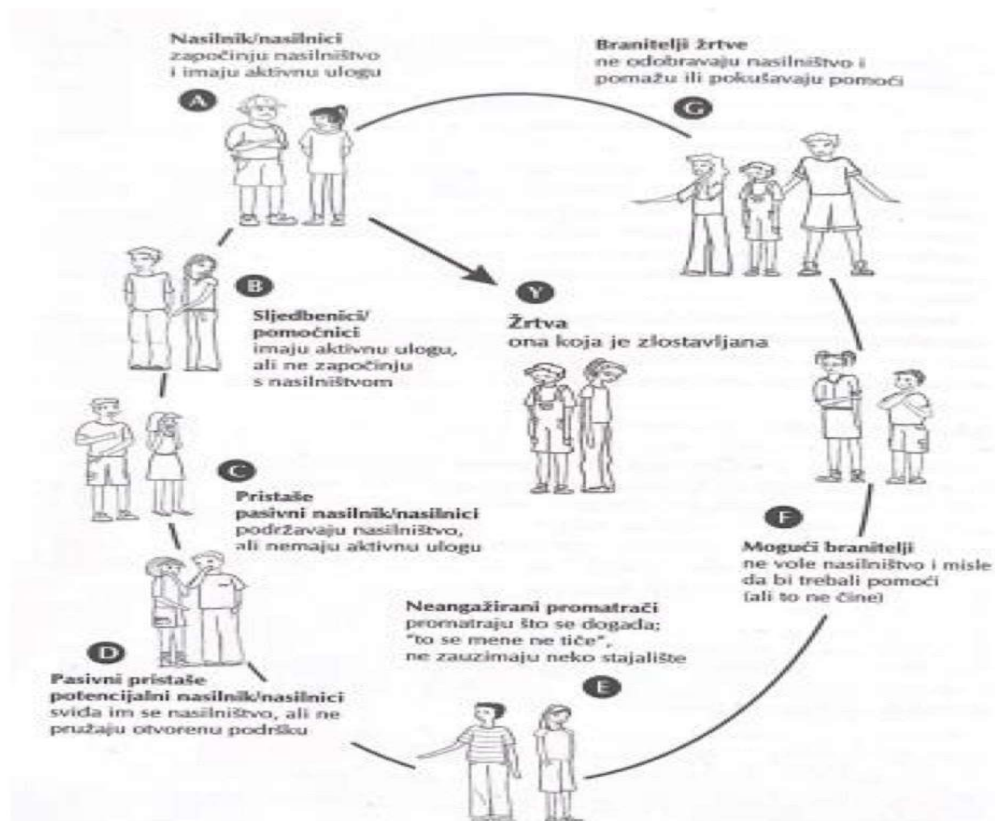 Nasilnik/nasilnici
započinju nasilništvo
i imaju aktivnu ulogu
A
Branitelji žrtve
ne odobravaju nasilništvo i
pomažu ili pokušavaju pomoći
G
B
Sljedbenici/
pomoćnici
imaju aktivnu ulogu,
ali ne započinju
s nasilništvom
Y
Žrtva
ona koja je zlostavljana
C
Pristaše
pasivni nasilnik/nasilnici
podržavaju nasilništvo,
ali nemaju aktivnu ulogu
F
Mogući branitelji
ne vole nasilništvo i misle
da bi trebali pomoći
(ali to ne čine)
D
Pasivni pristaše
potencijalni nasilnik/nasilnici
sviđa im se nasilništvo, ali ne
pružaju otvorenu podršku
Neangažirani promatrači
promatraju što se događa;
"to se mene ne tiče",
ne zauzimaju neko stajalište
E